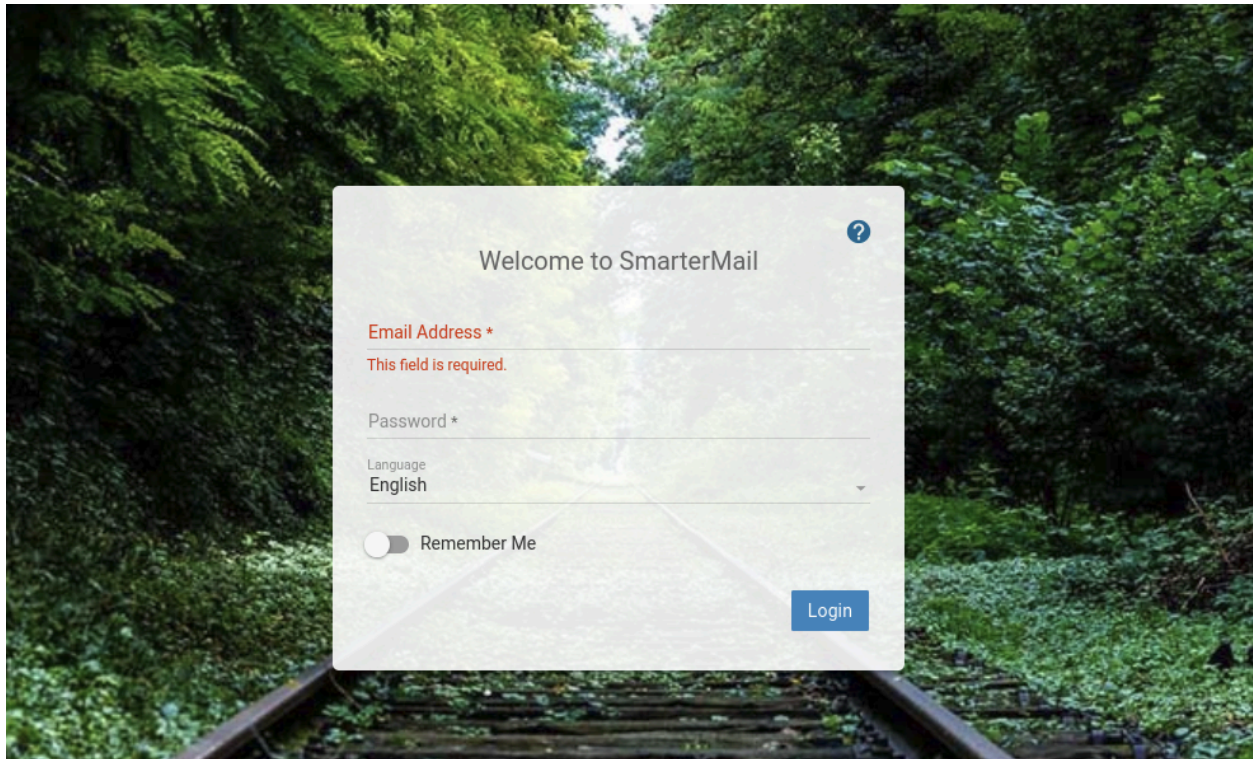 Welcome to SmarterMail
Email Address *
This field is required.
Password *
Language
English
Remember Me
Login